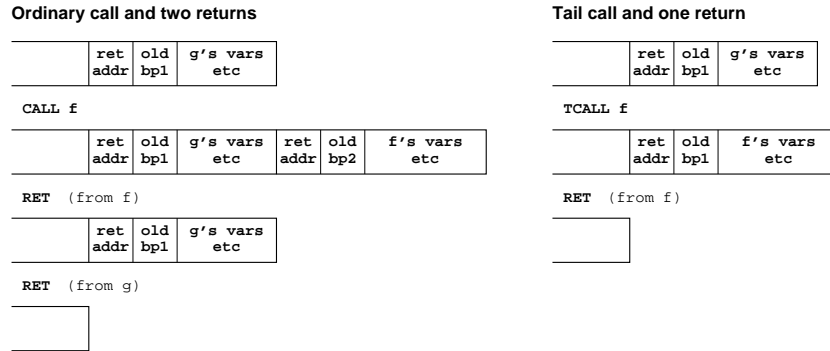 Ordinary call and two returns
ret old g's vars
addr bp1 etc
CALL f
ret old g's vars ret old f's vars
addr bp1 etc addr bp2 etc
RET (from f)
ret old g's vars
addr bp1 etc
RET (from g)
Tail call and one return
ret old g's vars
addr bp1 etc
TCALL f
ret old f's vars
addr bp1 etc
RET (from f)